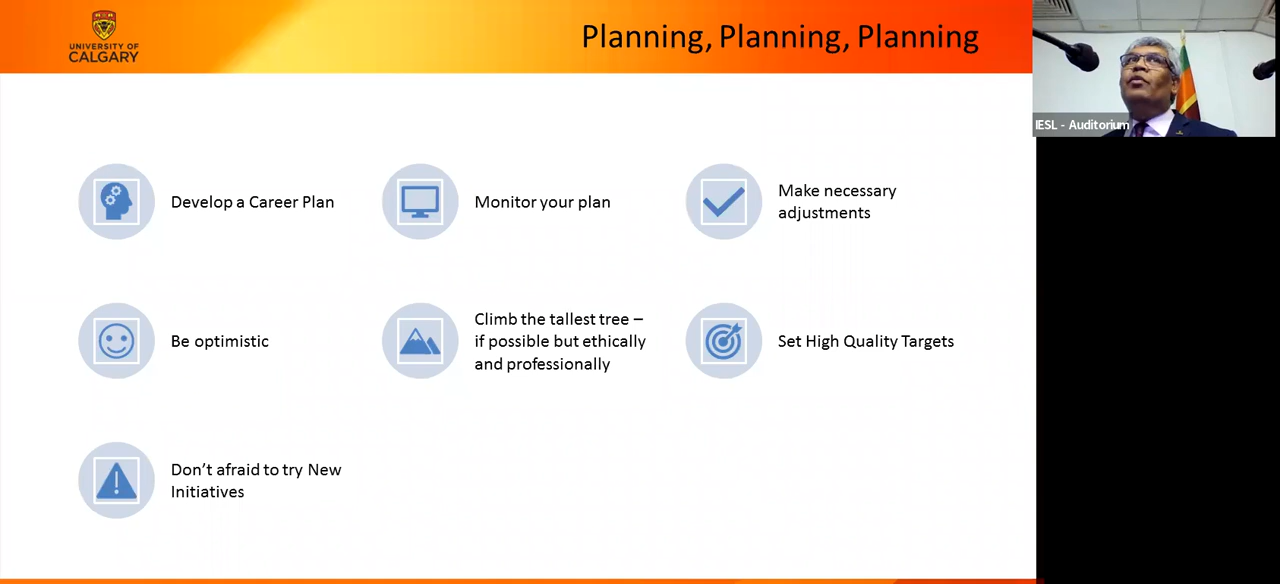 UNIVERSITY OF
CALGARY
Planning, Planning, Planning
IESL - Auditorium
Develop a Career Plan
Monitor your plan
Make necessary
adjustments
Be optimistic
Climb the tallest tree –
if possible but ethically
and professionally
Set High Quality Targets
Don’t afraid to try New
Initiatives